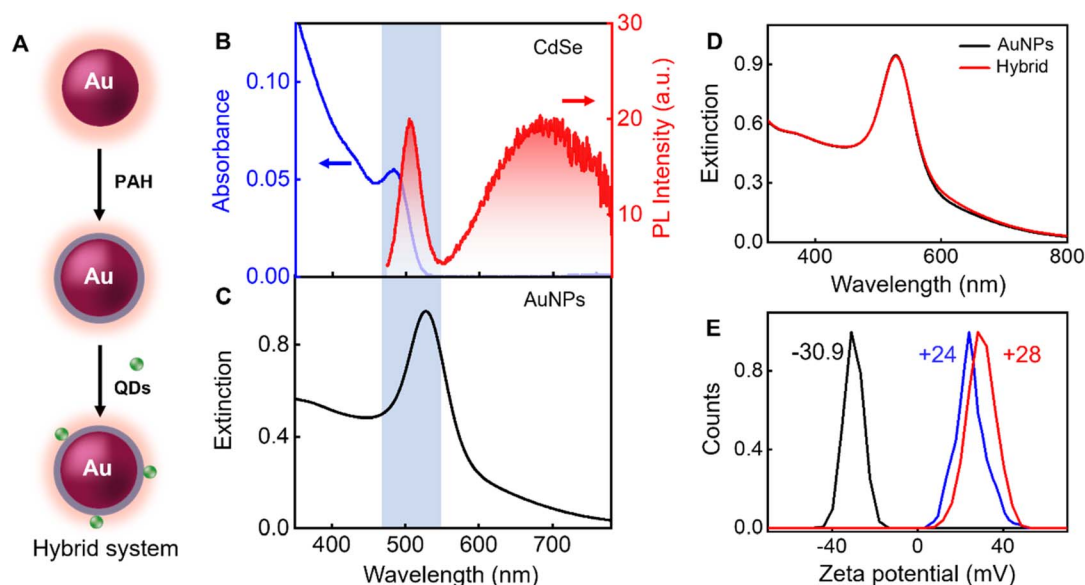 A
Au
PAH
Au
QDs
Au
Hybrid system
B
CdSe
Absorbance
0.10
0.05
0.00
PL Intensity (a.u.)
30
20
10
C
AuNPs
Extinction
0.8
0.4
0.0
400 500 600 700
Wavelength (nm)
D
AuNPs
Hybrid
Extinction
0.9
0.6
0.3
0.0
400 600 800
Wavelength (nm)
E
-30.9
+24
+28
Counts
0.8
0.4
0.0
-40 0 40
Zeta potential (mV)